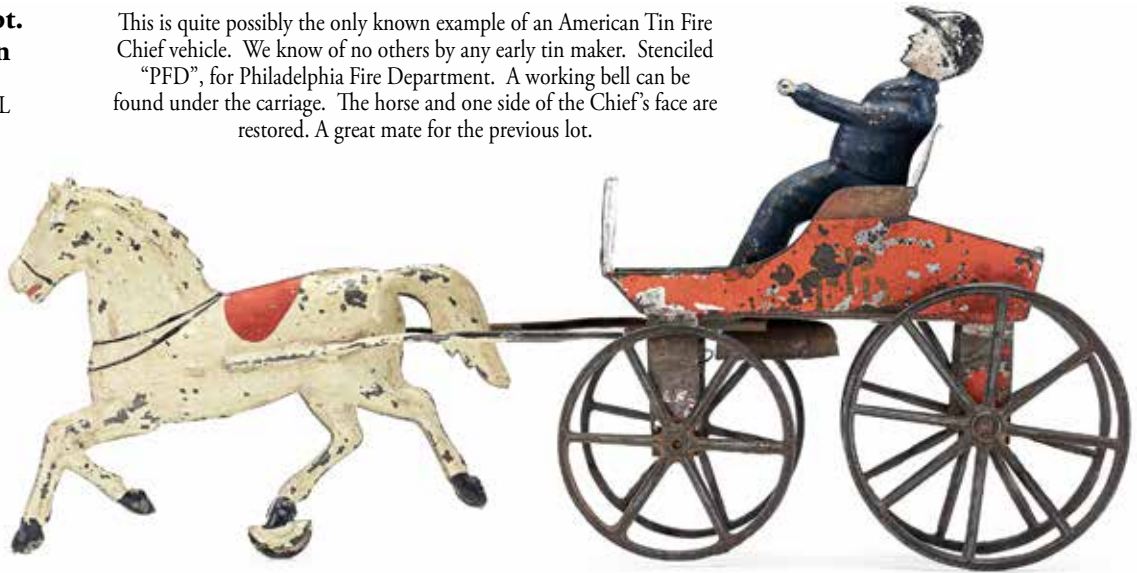 pt.
n
L
This is quite possibly the only known example of an American Tin Fire
Chief vehicle. We know of no others by any early tin maker. Stenciled
“PFD”, for Philadelphia Fire Department. A working bell can be
found under the carriage. The horse and one side of the Chief’s face are
restored. A great mate for the previous lot.